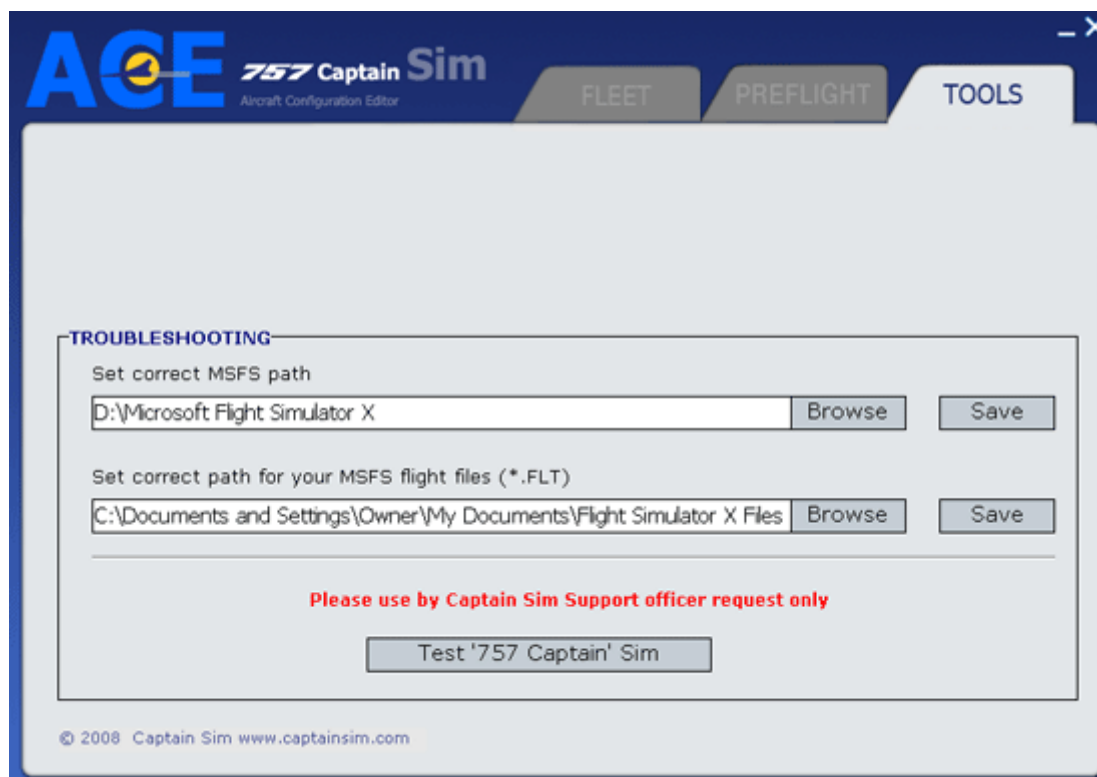 ACE 757 Captain Sim
Aircraft Configuration Editor
FLEET PREFLIGHT TOOLS
TROUBLESHOOTING
Set correct MSFS path
D:\Microsoft Flight Simulator X Browse Save
Set correct path for your MSFS flight files (*.FLT)
C:\Documents and Settings\Owner\My Documents\Flight Simulator X Files Browse Save
Please use by Captain Sim Support officer request only
Test '757 Captain' Sim
© 2008 Captain Sim www.captainsim.com